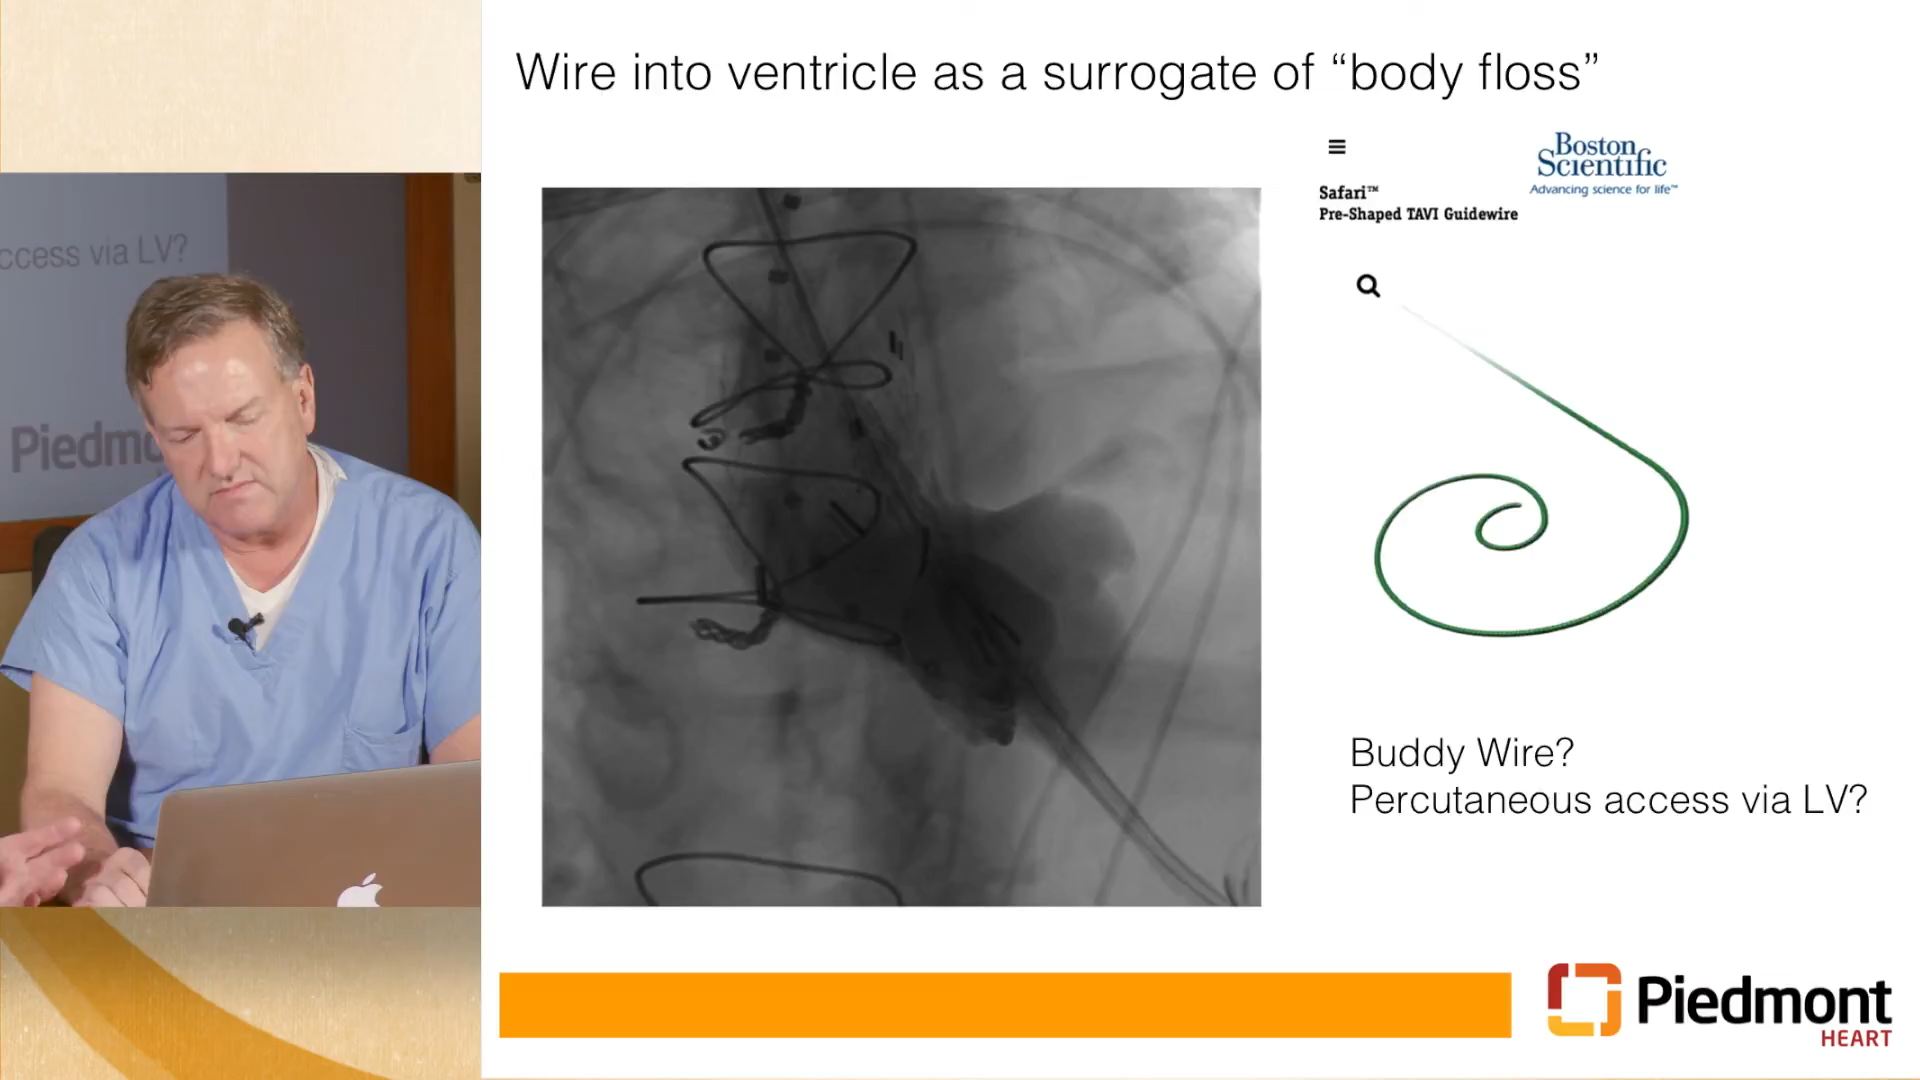 Wire into ventricle as a surrogate of “body floss”
Boston
Scientific
Advancing science for life™
Safari™
Pre-Shaped TAVI Guidewire
ccess via LV?
Piedmo
Buddy Wire?
Percutaneous access via LV?
Piedmont
HEART